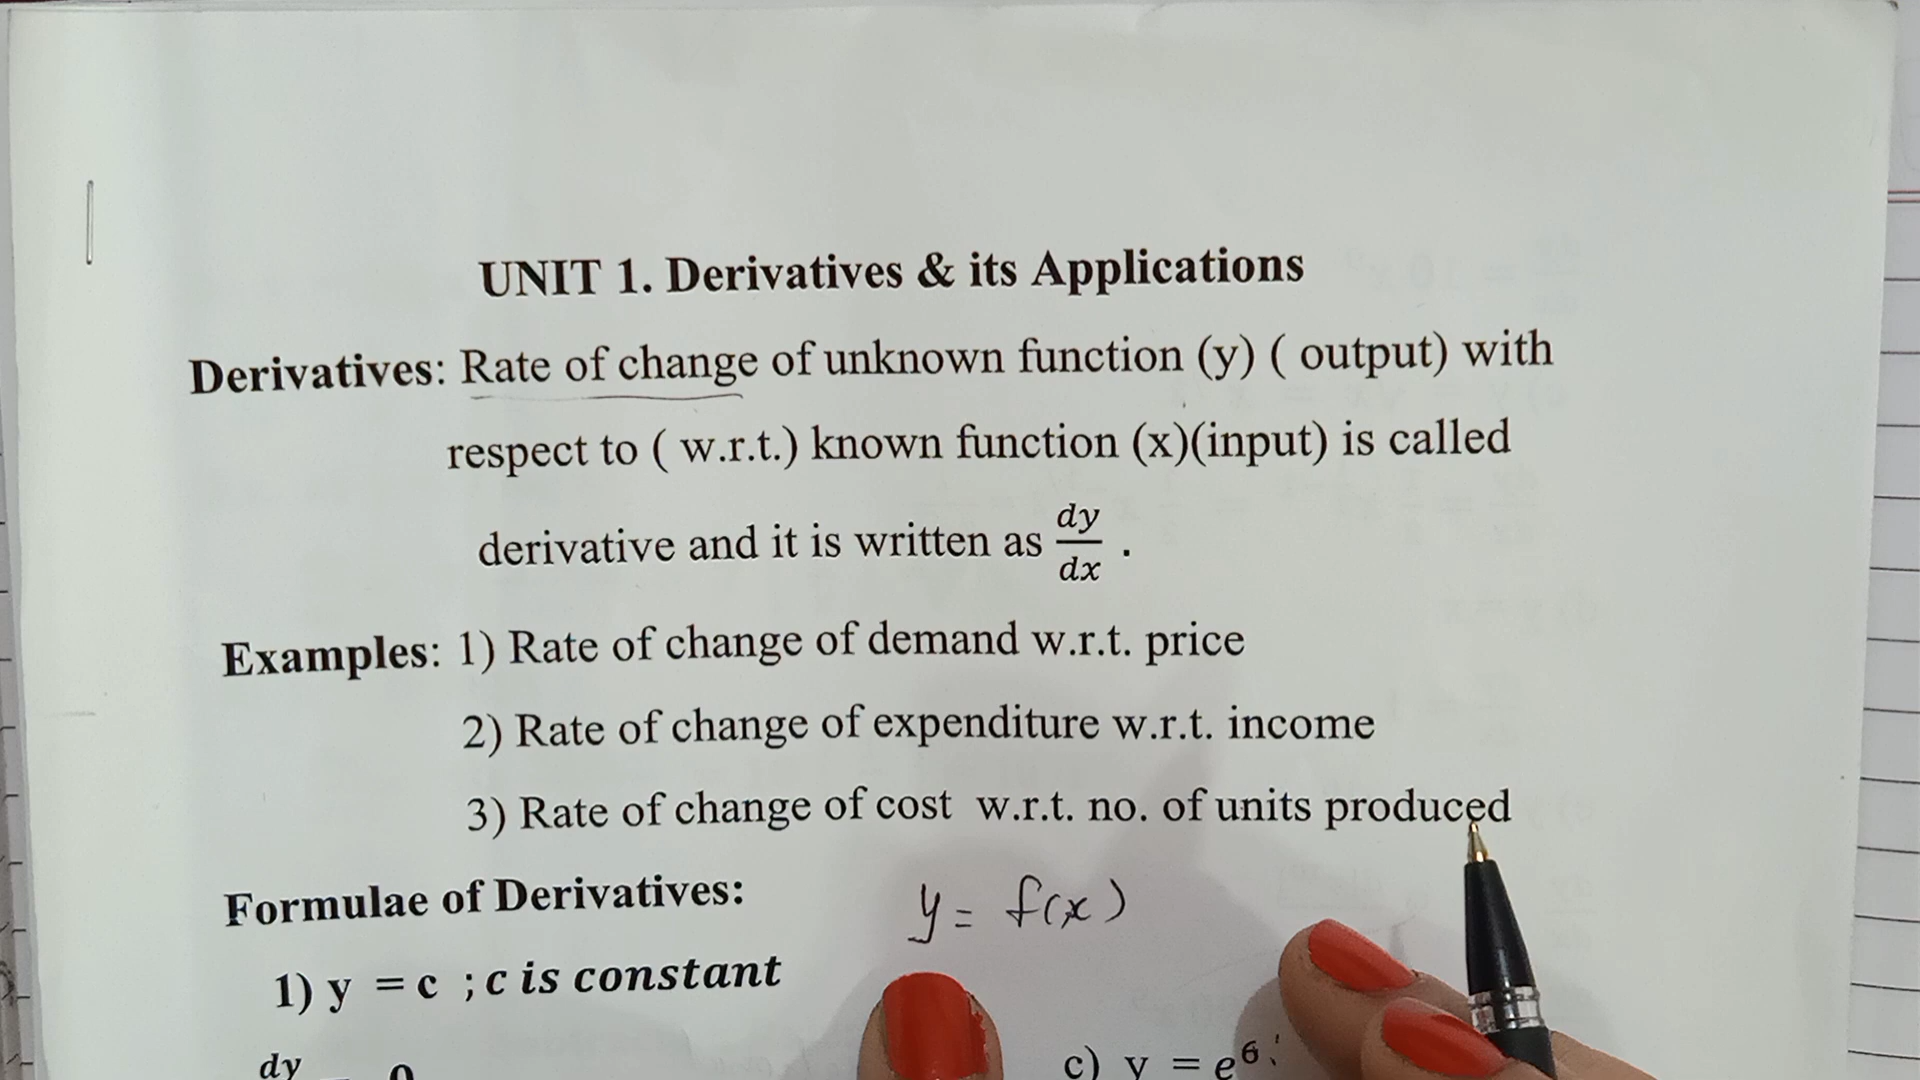 UNIT 1. Derivatives & its Applications
Derivatives: Rate of change of unknown function (y) ( output) with
respect to ( w.r.t.) known function (x)(input) is called
derivative and it is written as dy/dx .
Examples: 1) Rate of change of demand w.r.t. price
2) Rate of change of expenditure w.r.t. income
3) Rate of change of cost w.r.t. no. of units produced
Formulae of Derivatives:
y = f(x)
1) y = c ; c is constant
dy
c) y = e⁶